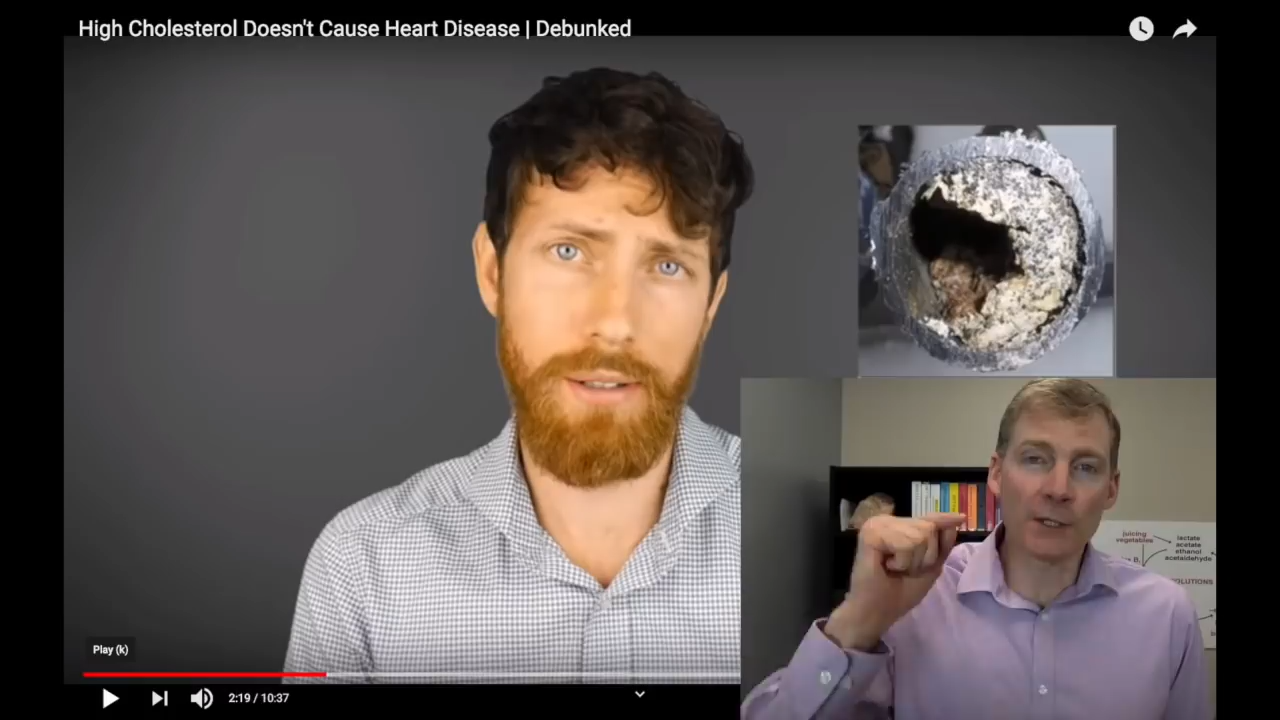 High Cholesterol Doesn't Cause Heart Disease | Debunked
juicing
vegetables
lactate
acetate
ethanol
acetaldehyde
OLUTIONS
Play (k)
2:19 / 10:37